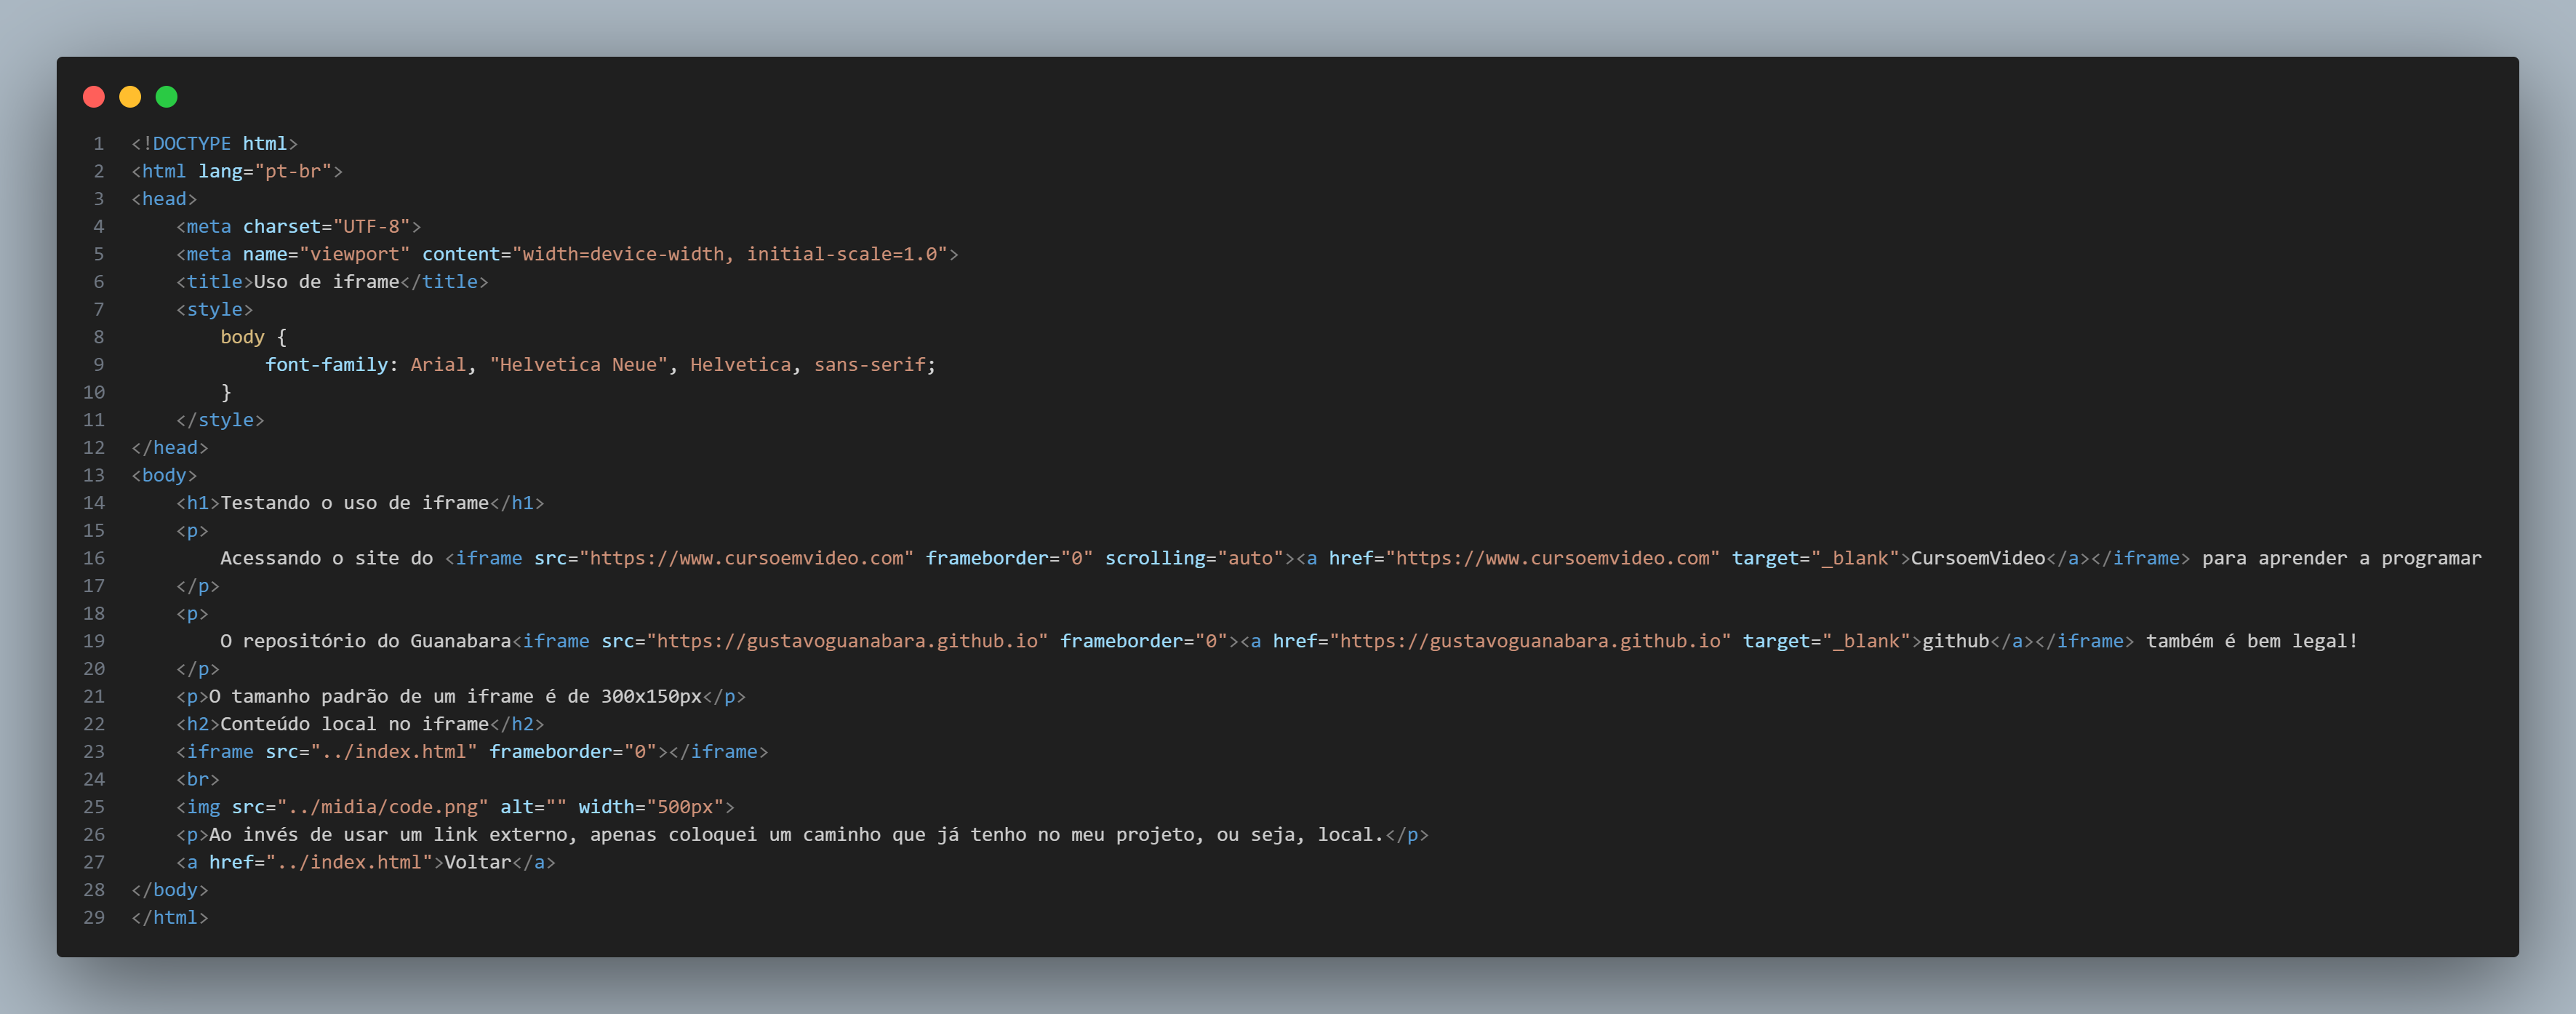 1 <!DOCTYPE html>
2 <html lang="pt-br">
3 <head>
4     <meta charset="UTF-8">
5     <meta name="viewport" content="width=device-width, initial-scale=1.0">
6     <title>Uso de iframe</title>
7     <style>
8         body {
9             font-family: Arial, "Helvetica Neue", Helvetica, sans-serif;
10         }
11     </style>
12 </head>
13 <body>
14     <h1>Testando o uso de iframe</h1>
15     <p>
16         Acessando o site do <iframe src="https://www.cursoemvideo.com" frameborder="0" scrolling="auto"><a href="https://www.cursoemvideo.com" target="_blank">CursoemVideo</a></iframe> para aprender a programar
17     </p>
18     <p>
19         O repositório do Guanabara<iframe src="https://gustavoguanabara.github.io" frameborder="0"><a href="https://gustavoguanabara.github.io" target="_blank">github</a></iframe> também é bem legal!
20     </p>
21     <p>O tamanho padrão de um iframe é de 300x150px</p>
22     <h2>Conteúdo local no iframe</h2>
23     <iframe src="../index.html" frameborder="0"></iframe>
24     <br>
25     <img src="../midia/code.png" alt="" width="500px">
26     <p>Ao invés de usar um link externo, apenas coloquei um caminho que já tenho no meu projeto, ou seja, local.</p>
27     <a href="../index.html">Voltar</a>
28 </body>
29 </html>